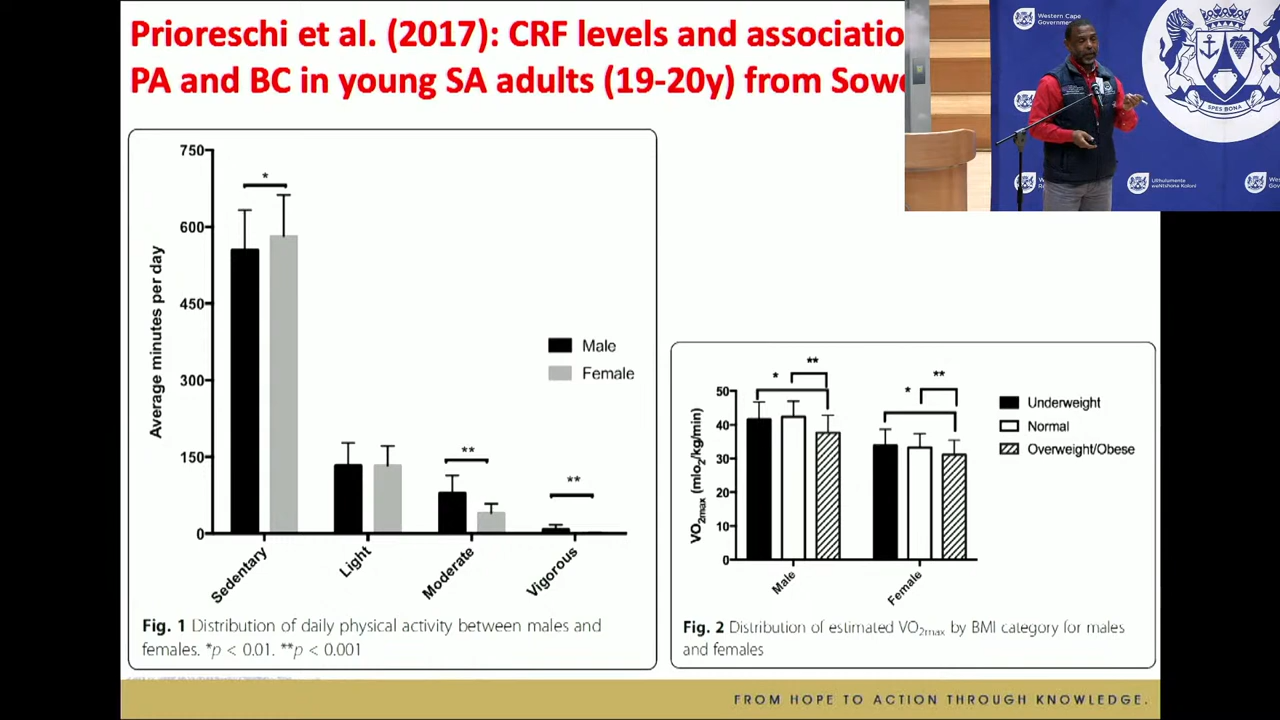 Prioreschi et al. (2017): CRF levels and associatio
PA and BC in young SA adults (19-20y) from Sowe
Western Cape
Government
SPES BONA
URhulumente
weNtshona Koloni
750
600
450
300
150
0
Average minutes per day
*
**
**
Male
Female
Sedentary
Light
Moderate
Vigorous
Fig. 1 Distribution of daily physical activity between males and
females. *p < 0.01. **p < 0.001
50
40
30
20
10
0
VO2max (mlo2/kg/min)
*
**
*
**
Underweight
Normal
Overweight/Obese
Male
Female
Fig. 2 Distribution of estimated VO2max by BMI category for males
and females
FROM HOPE TO ACTION THROUGH KNOWLEDGE.